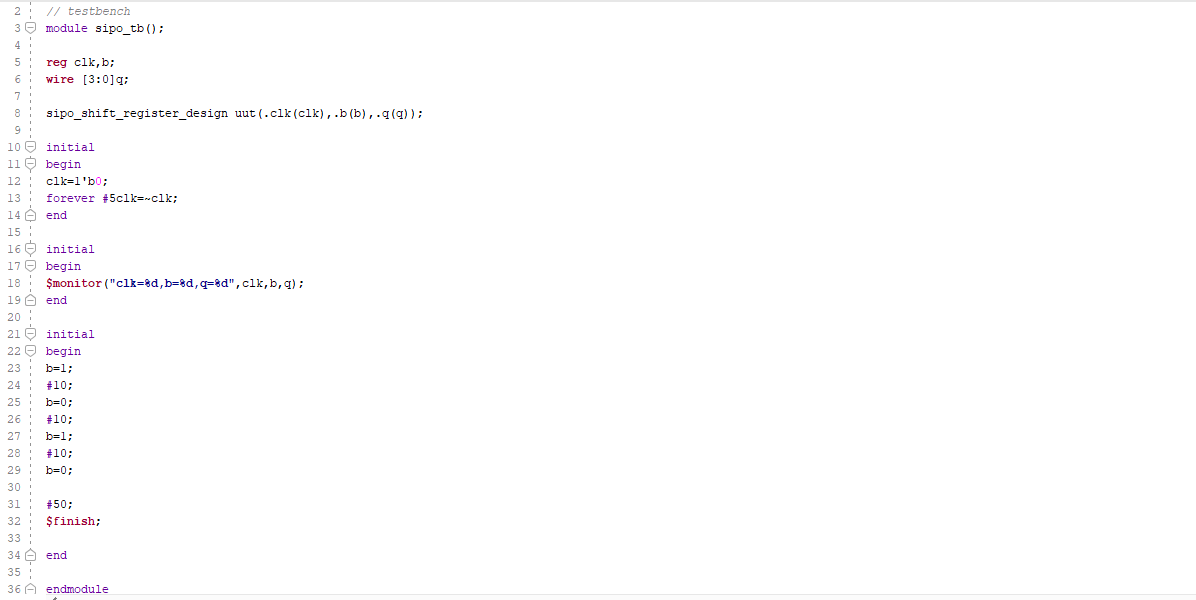 2 // testbench
3 module sipo_tb();
4
5 reg clk,b;
6 wire [3:0]q;
7
8 sipo_shift_register_design uut(.clk(clk),.b(b),.q(q));
9
10 initial
11 begin
12 clk=1'b0;
13 forever #5clk=~clk;
14 end
15
16 initial
17 begin
18 $monitor("clk=%d,b=%d,q=%d",clk,b,q);
19 end
20
21 initial
22 begin
23 b=1;
24 #10;
25 b=0;
26 #10;
27 b=1;
28 #10;
29 b=0;
30
31 #50;
32 $finish;
33
34 end
35
36 endmodule